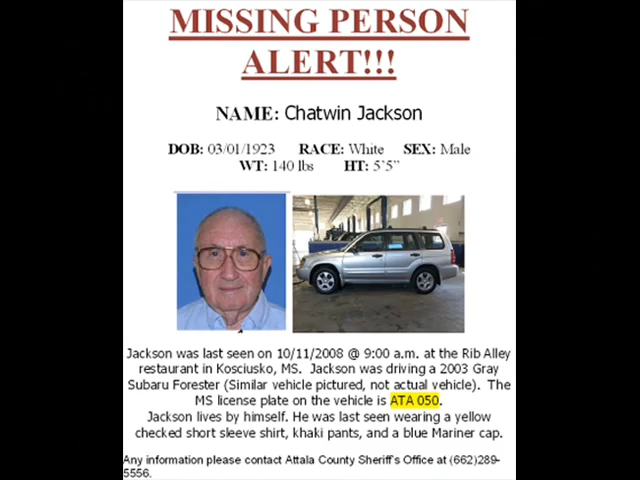 MISSING PERSON
ALERT!!!
NAME: Chatwin Jackson
DOB: 03/01/1923 RACE: White SEX: Male
WT: 140 lbs HT: 5'5”
Jackson was last seen on 10/11/2008 @ 9:00 a.m. at the Rib Alley
restaurant in Kosciusko, MS. Jackson was driving a 2003 Gray
Subaru Forester (Similar vehicle pictured, not actual vehicle). The
MS license plate on the vehicle is ATA 050.
Jackson lives by himself. He was last seen wearing a yellow
checked short sleeve shirt, khaki pants, and a blue Mariner cap.
Any information please contact Attala County Sheriff's Office at (662)289-
5556.